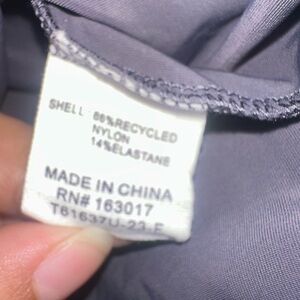 SHELL: 86%RECYCLED
NYLON
14%ELASTANE
MADE IN CHINA
RN# 163017
T61637U-23-F